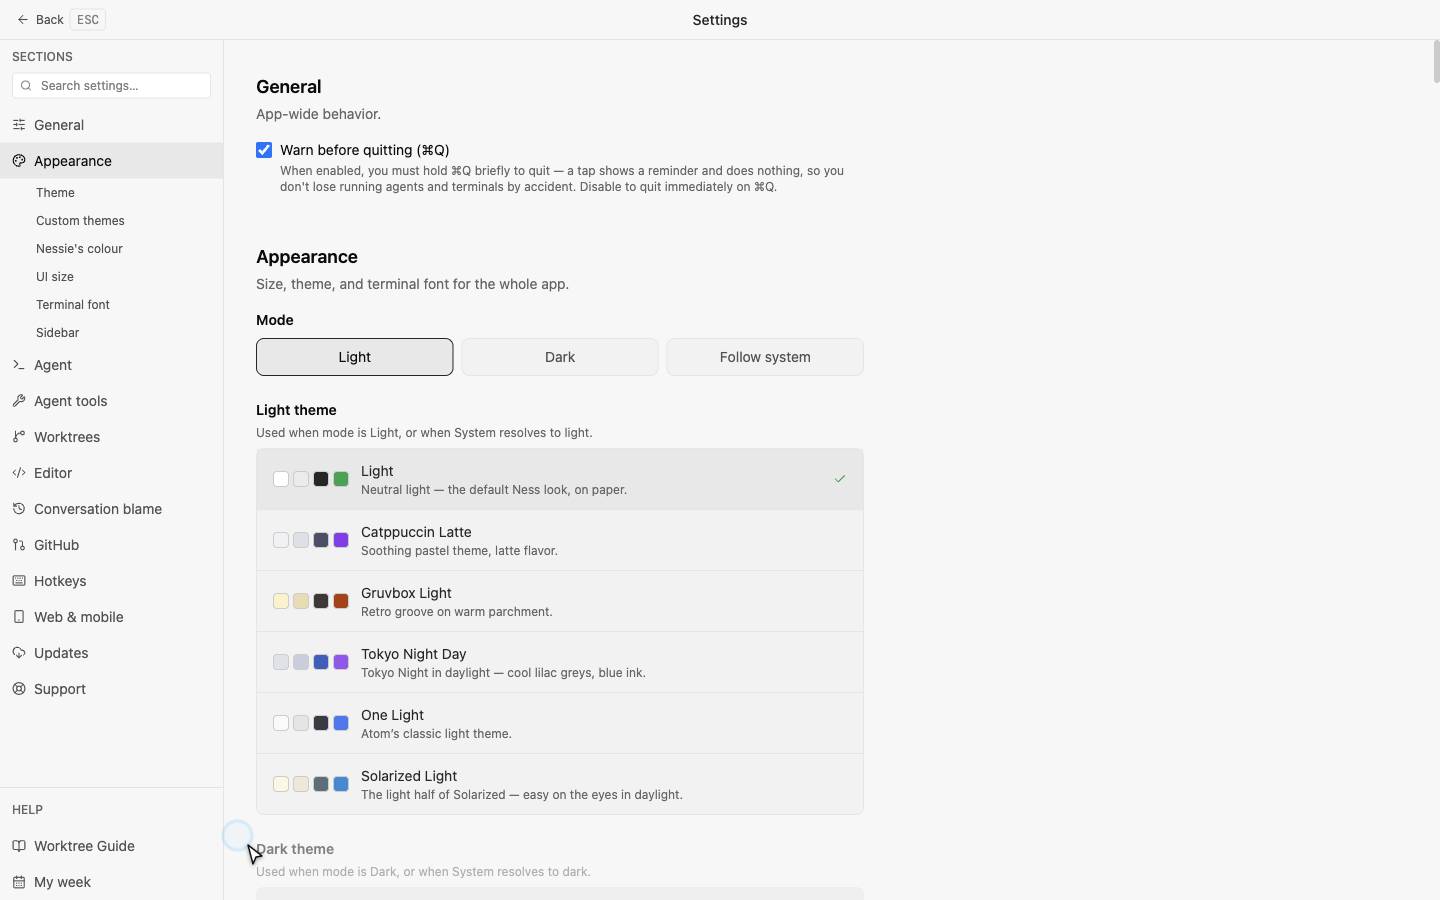 Back ESC
Settings
SECTIONS
Search settings...
General
Appearance
Theme
Custom themes
Nessie's colour
UI size
Terminal font
Sidebar
Agent
Agent tools
Worktrees
Editor
Conversation blame
GitHub
Hotkeys
Web & mobile
Updates
Support
HELP
Worktree Guide
My week
General
App-wide behavior.
Warn before quitting (⌘Q)
When enabled, you must hold ⌘Q briefly to quit — a tap shows a reminder and does nothing, so you
don't lose running agents and terminals by accident. Disable to quit immediately on ⌘Q.
Appearance
Size, theme, and terminal font for the whole app.
Mode
Light Dark Follow system
Light theme
Used when mode is Light, or when System resolves to light.
Light
Neutral light — the default Ness look, on paper.
Catppuccin Latte
Soothing pastel theme, latte flavor.
Gruvbox Light
Retro groove on warm parchment.
Tokyo Night Day
Tokyo Night in daylight — cool lilac greys, blue ink.
One Light
Atom's classic light theme.
Solarized Light
The light half of Solarized — easy on the eyes in daylight.
Dark theme
Used when mode is Dark, or when System resolves to dark.